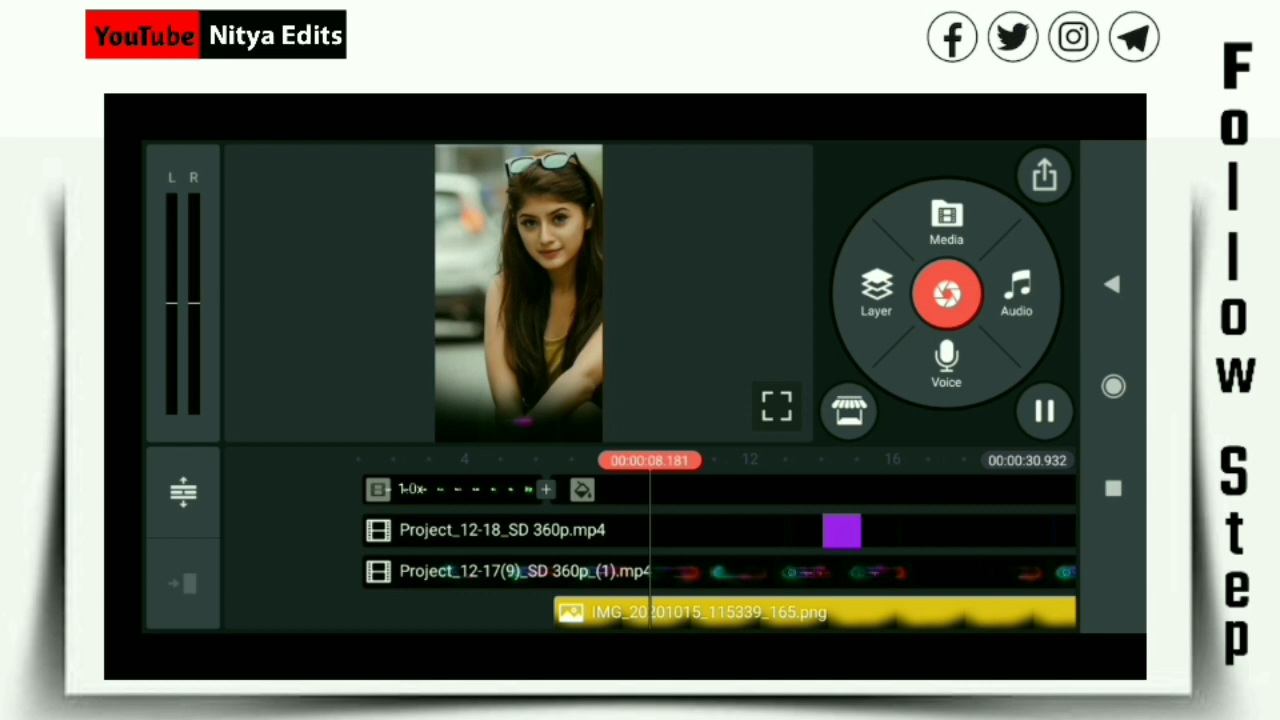 YouTube Nitya Edits
Follow Step
L R
Media
Layer
Audio
Voice
4
00:00:08.181
12
16
00:00:30.932
1.0x
Project_12-18_SD 360p.mp4
Project_12-17(9)_SD 360p_(1).mp4
IMG_20201015_115339_165.png